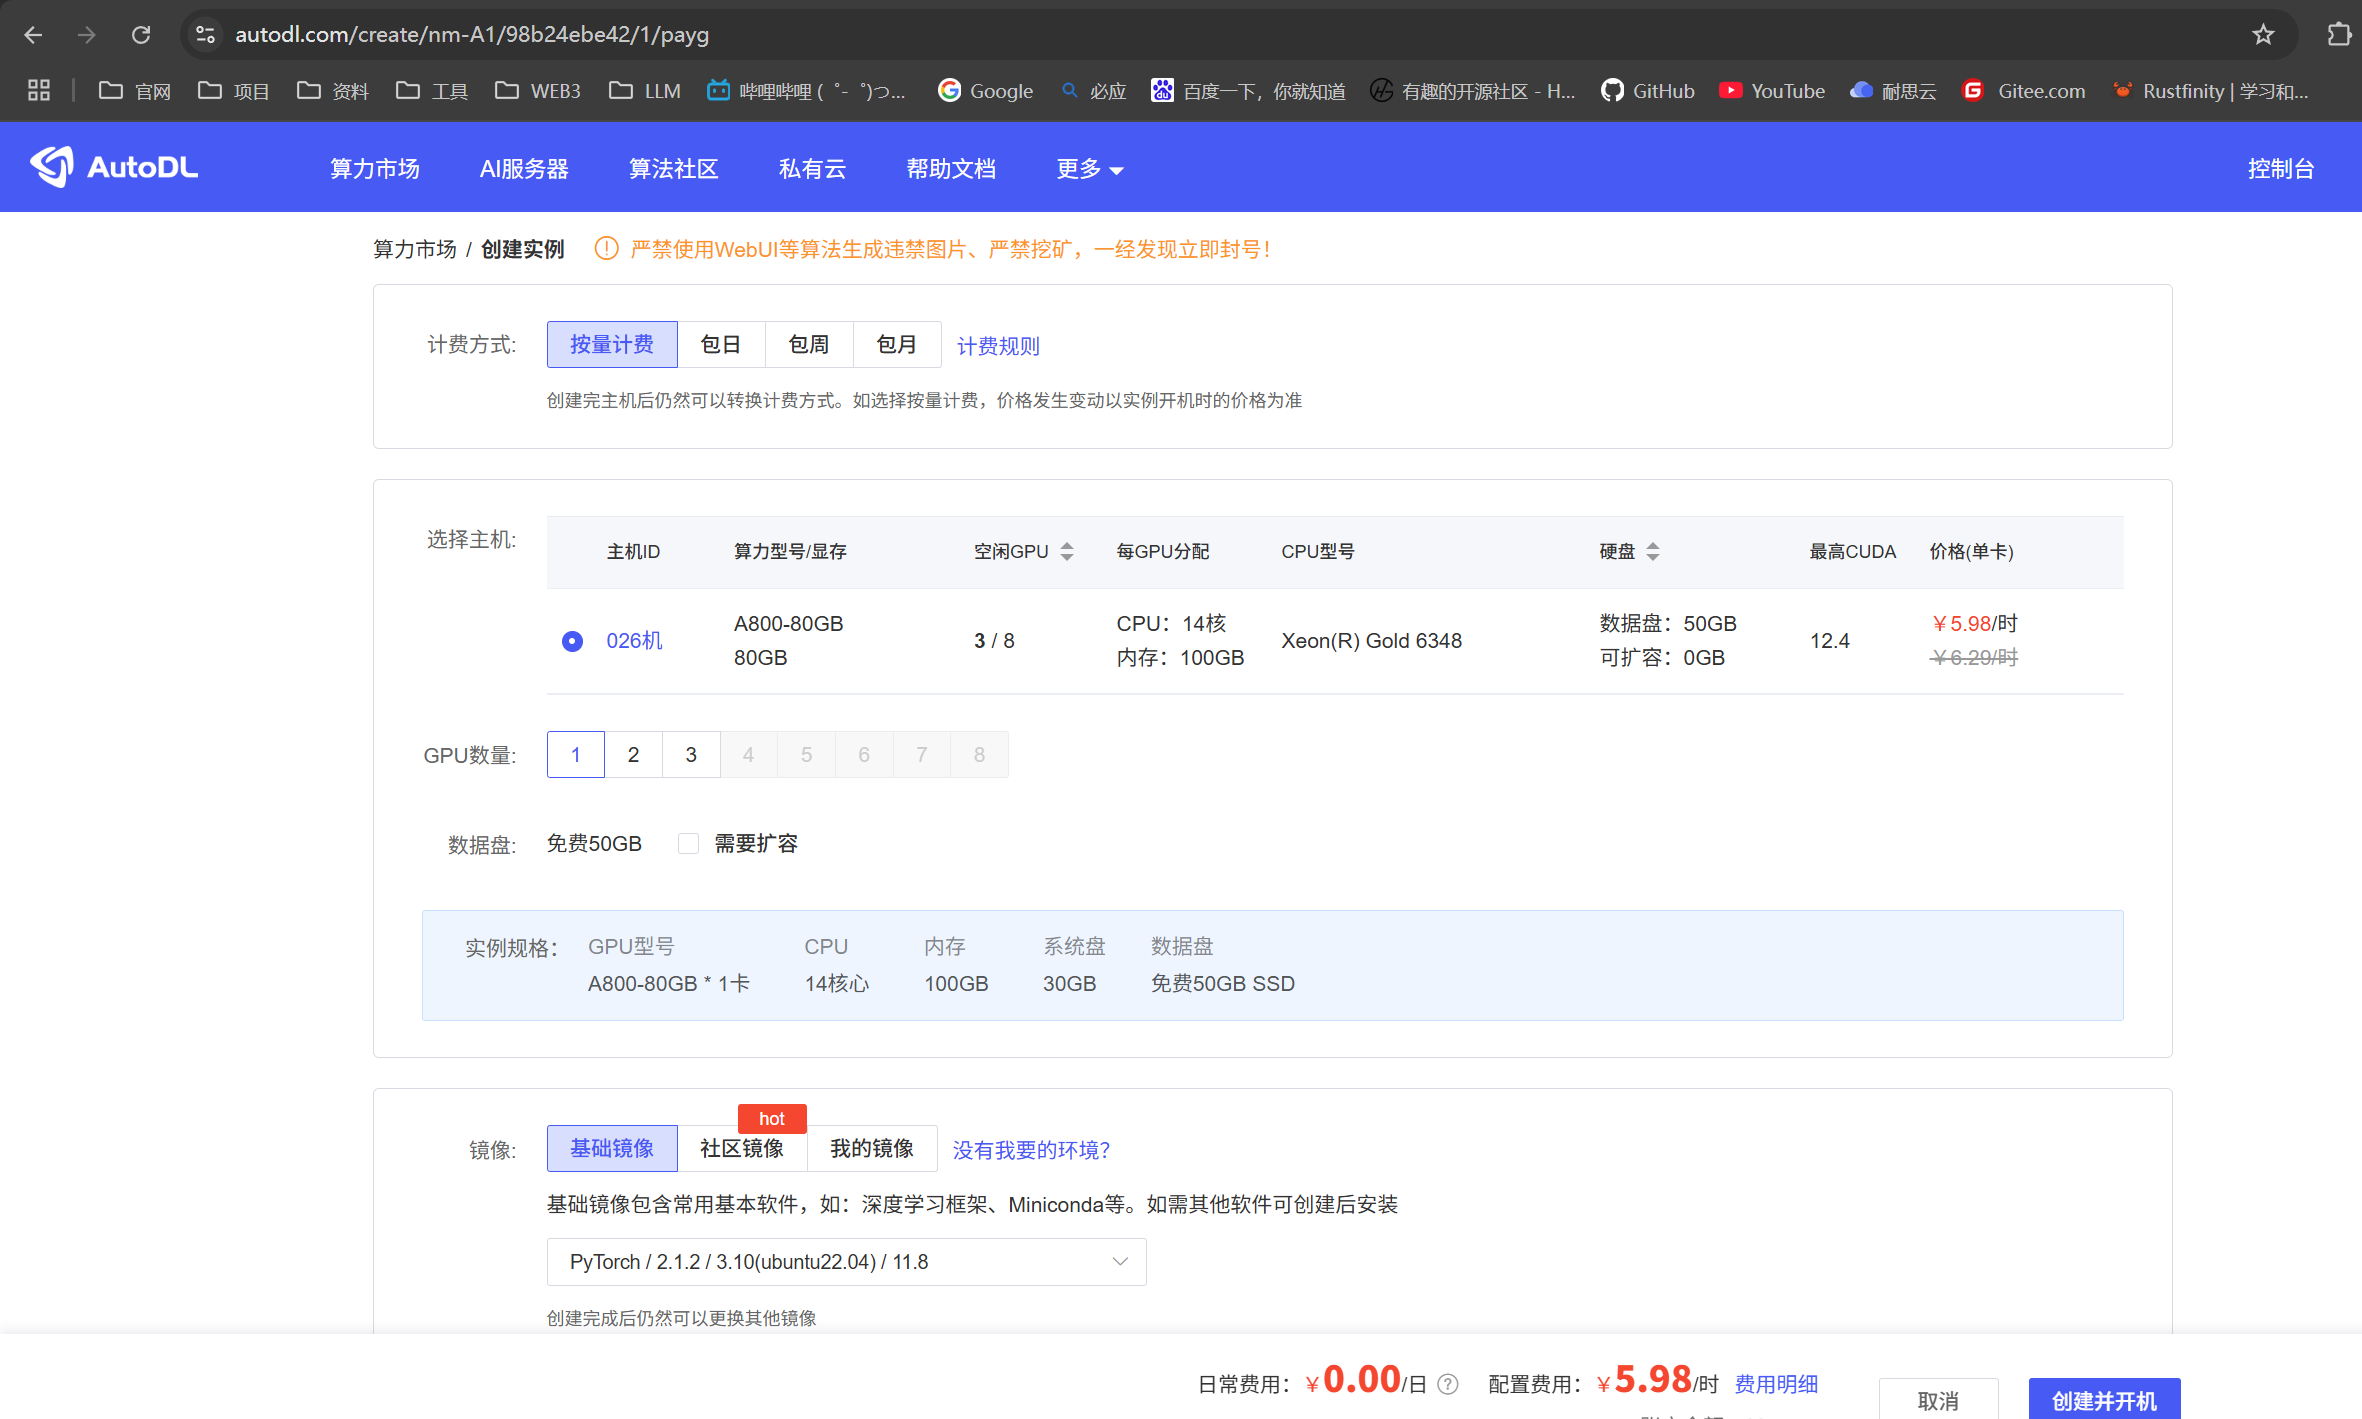 autodl.com/create/nm-A1/98b24ebe42/1/payg
官网 项目 资料 工具 WEB3 LLM 哔哩哔哩 (゜-゜)つ... Google 必应 百度一下，你就知道 有趣的开源社区 - H... GitHub YouTube 耐思云 Gitee.com Rustfinity | 学习和...
AutoDL 算力市场 AI服务器 算法社区 私有云 帮助文档 更多 控制台
算力市场 / 创建实例 严禁使用WebUI等算法生成违禁图片、严禁挖矿，一经发现立即封号！
计费方式: 按量计费 包日 包周 包月 计费规则
创建完主机后仍然可以转换计费方式。如选择按量计费，价格发生变动以实例开机时的价格为准
选择主机: 主机ID 算力型号/显存 空闲GPU 每GPU分配 CPU型号 硬盘 最高CUDA 价格(单卡)
A800-80GB CPU：14核 数据盘：50GB ￥5.98/时
026机 3 / 8 Xeon(R) Gold 6348 12.4
80GB 内存：100GB 可扩容：0GB ￥6.29/时
GPU数量: 1 2 3 4 5 6 7 8
数据盘: 免费50GB 需要扩容
实例规格： GPU型号 CPU 内存 系统盘 数据盘
A800-80GB * 1卡 14核心 100GB 30GB 免费50GB SSD
hot
镜像: 基础镜像 社区镜像 我的镜像 没有我要的环境？
基础镜像包含常用基本软件，如：深度学习框架、Miniconda等。如需其他软件可创建后安装
PyTorch / 2.1.2 / 3.10(ubuntu22.04) / 11.8
创建完成后仍然可以更换其他镜像
日常费用：￥0.00/日 ? 配置费用：￥5.98/时 费用明细
取消 创建并开机